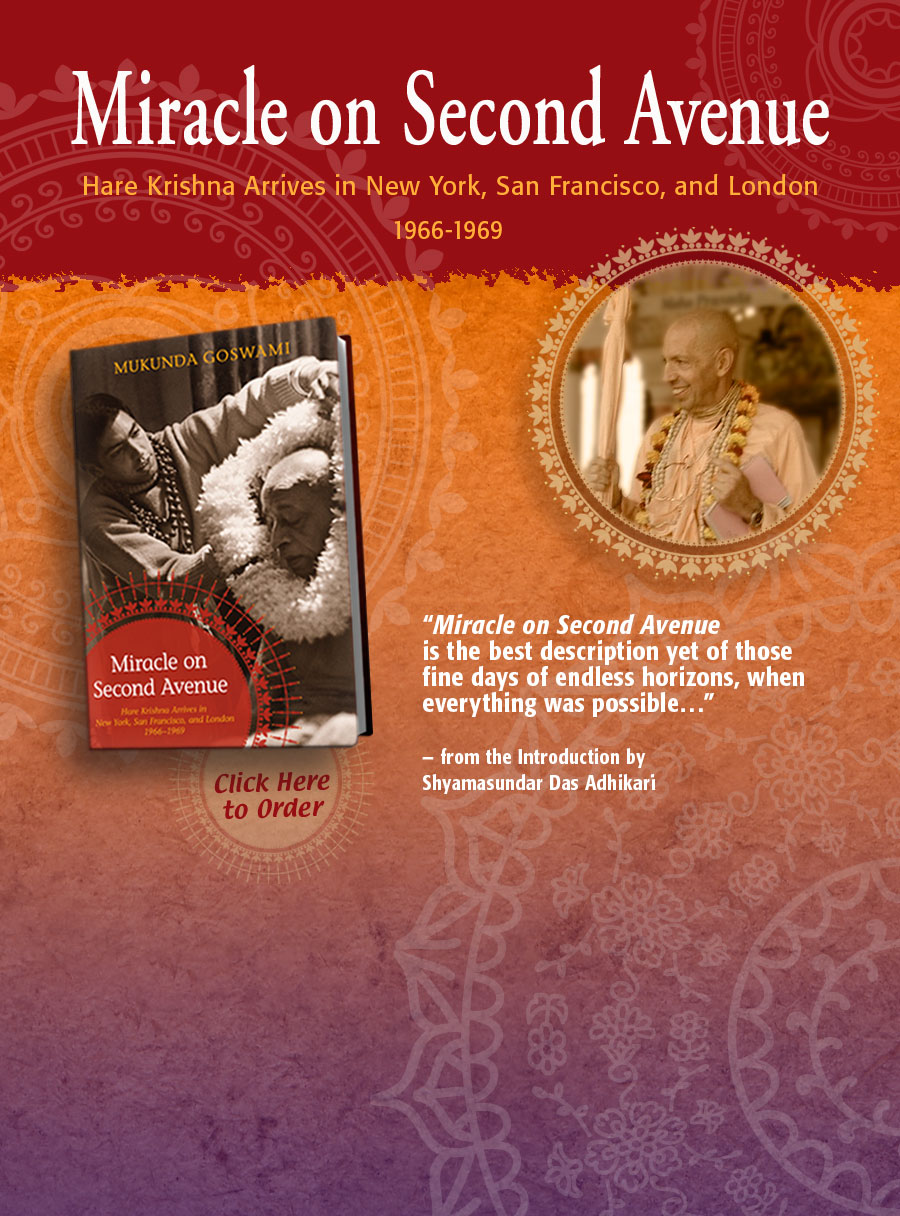 Miracle on Second Avenue
Hare Krishna Arrives in New York, San Francisco, and London
1966-1969
MUKUNDA GOSWAMI
Miracle on
Second Avenue
Hare Krishna Arrives in
New York, San Francisco, and London
1966–1969
Click Here
to Order
“Miracle on Second Avenue
is the best description yet of those
fine days of endless horizons, when
everything was possible…”
– from the Introduction by
Shyamasundar Das Adhikari